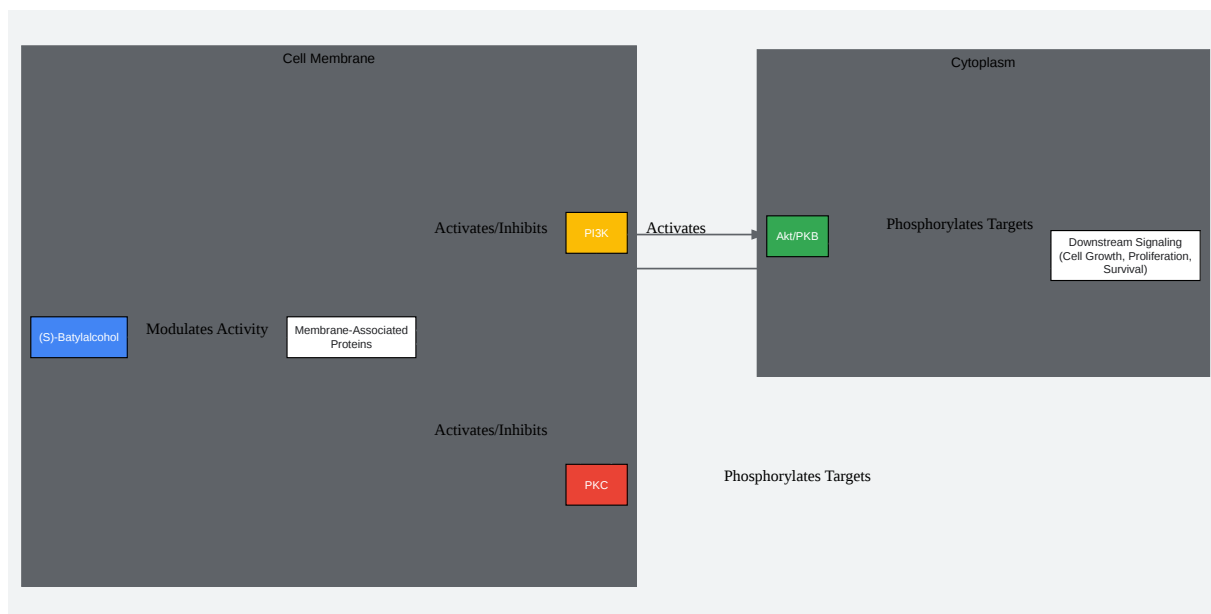 Cell Membrane
Cytoplasm
Activates/Inhibits
PI3K
Activates
Akt/PKB
Phosphorylates Targets
Downstream Signaling
(Cell Growth, Proliferation,
Survival)
(S)-Batylalcohol
Modulates Activity
Membrane-Associated
Proteins
Activates/Inhibits
PKC
Phosphorylates Targets